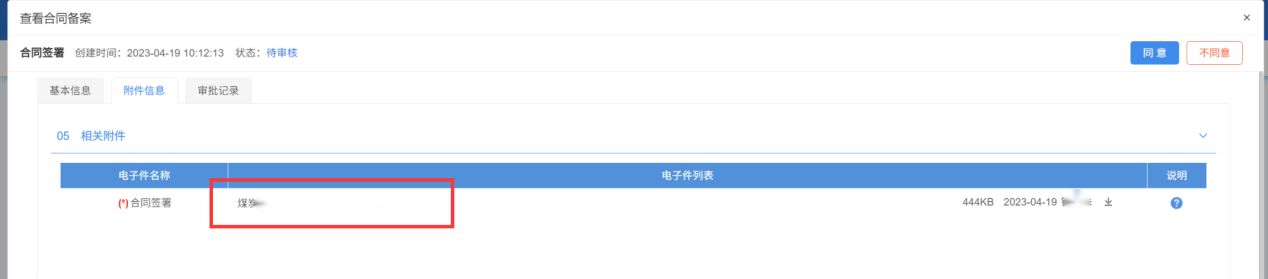 查看合同备案 ×
合同签署 创建时间：2023-04-19 10:12:13 状态：待审核 同意 不同意
基本信息 附件信息 审批记录
05 相关附件
电子件名称 电子件列表 说明
(*)合同签署 煤 444KB 2023-04-19 ?